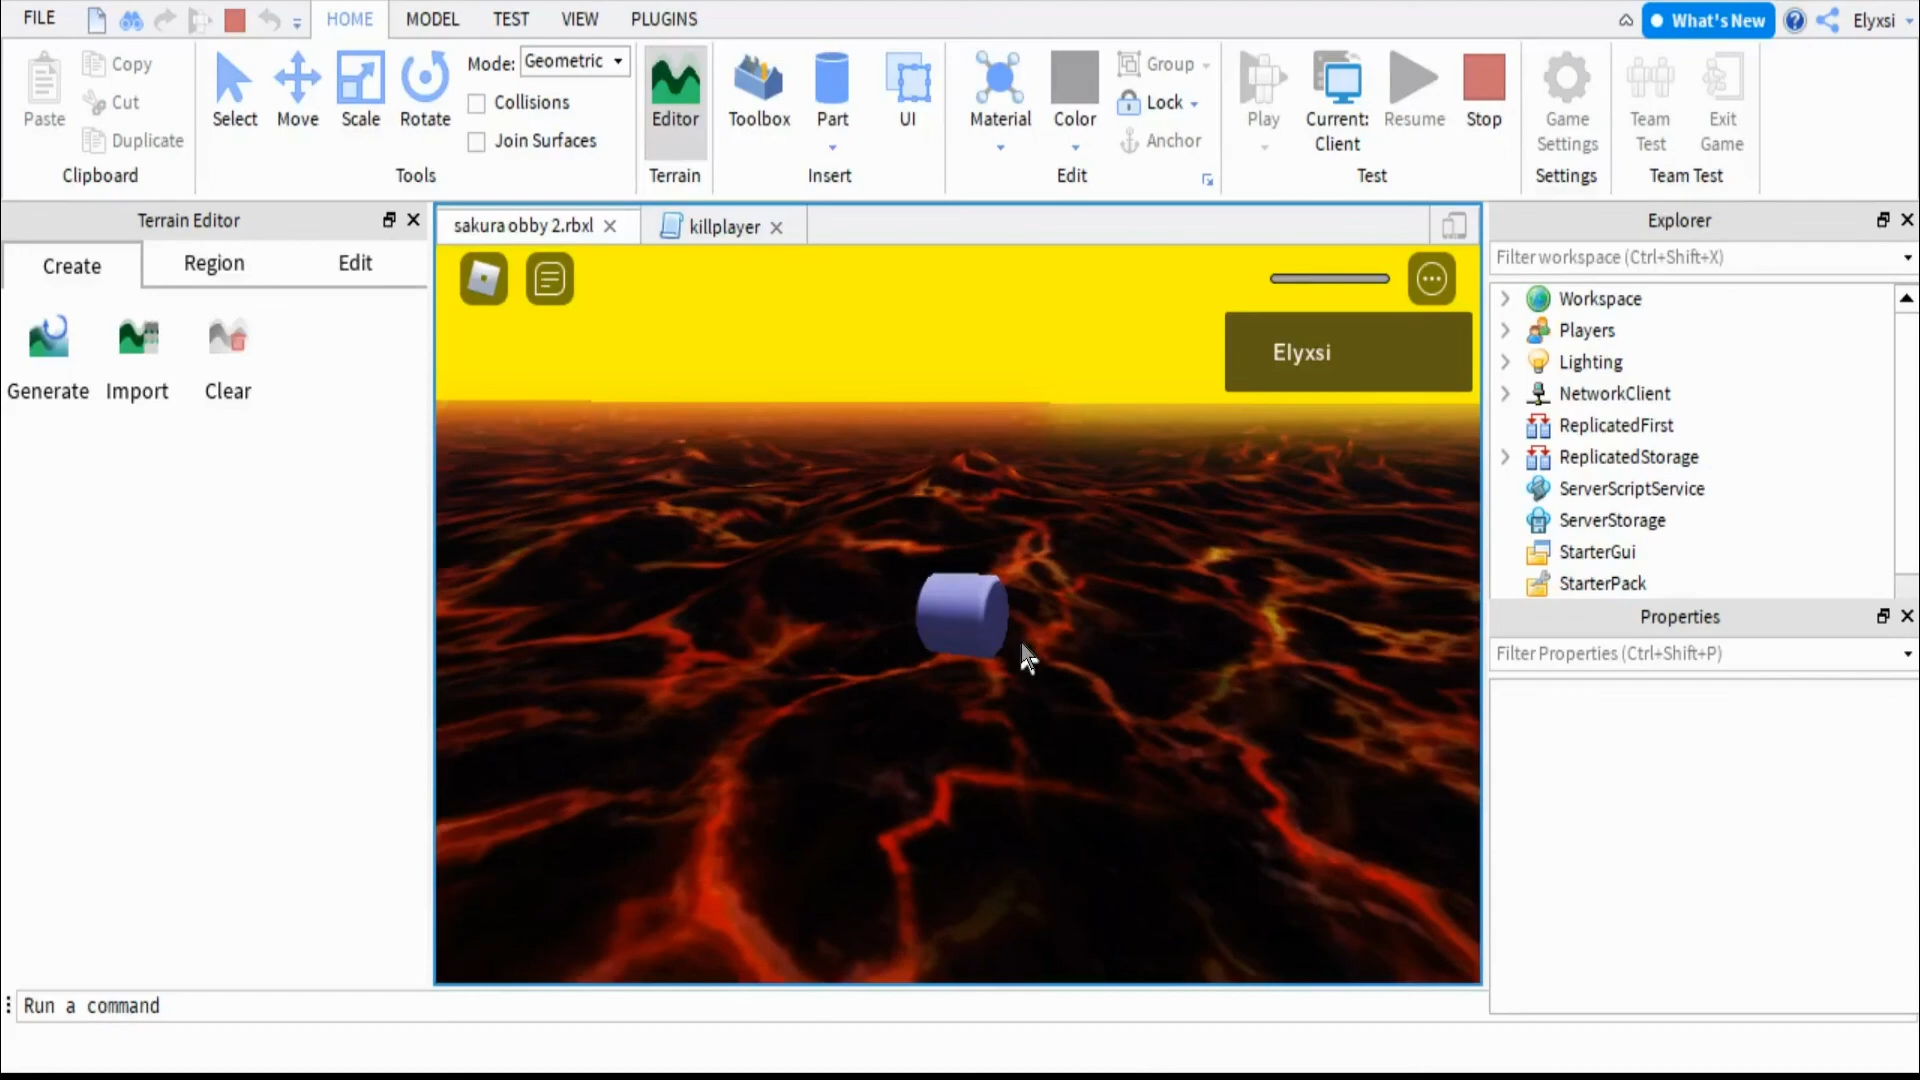 FILE HOME MODEL TEST VIEW PLUGINS What's New Elyxsi
Paste Copy Cut Duplicate Clipboard
Select Move Scale Rotate Mode: Geometric Collisions Join Surfaces Tools
Editor Terrain
Toolbox Part UI Insert
Material Color Group Lock Anchor Edit
Play Current: Client Resume Stop Test
Game Settings Settings
Team Test Exit Game Team Test
Terrain Editor
Create Region Edit
Generate Import Clear
sakura obby 2.rbxl killplayer
Elyxsi
Explorer
Filter workspace (Ctrl+Shift+X)
Workspace
Players
Lighting
NetworkClient
ReplicatedFirst
ReplicatedStorage
ServerScriptService
ServerStorage
StarterGui
StarterPack
Properties
Filter Properties (Ctrl+Shift+P)
Run a command